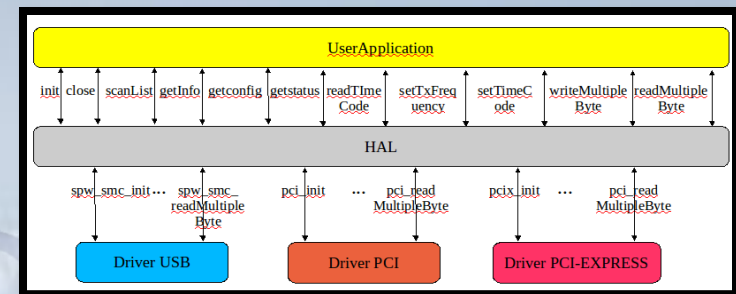 UserApplication
init close scanList getInfo getconfig getstatus readTIme setTxFreq setTimeC writeMultiple readMultiple
Code uency ode Byte Byte
HAL
spw_smc_init ... spw_smc_ pci_init ... pci_read pcix_init ... pci_read
readMultiple MultipleByte MultipleByte
Byte
Driver USB Driver PCI Driver PCI-EXPRESS